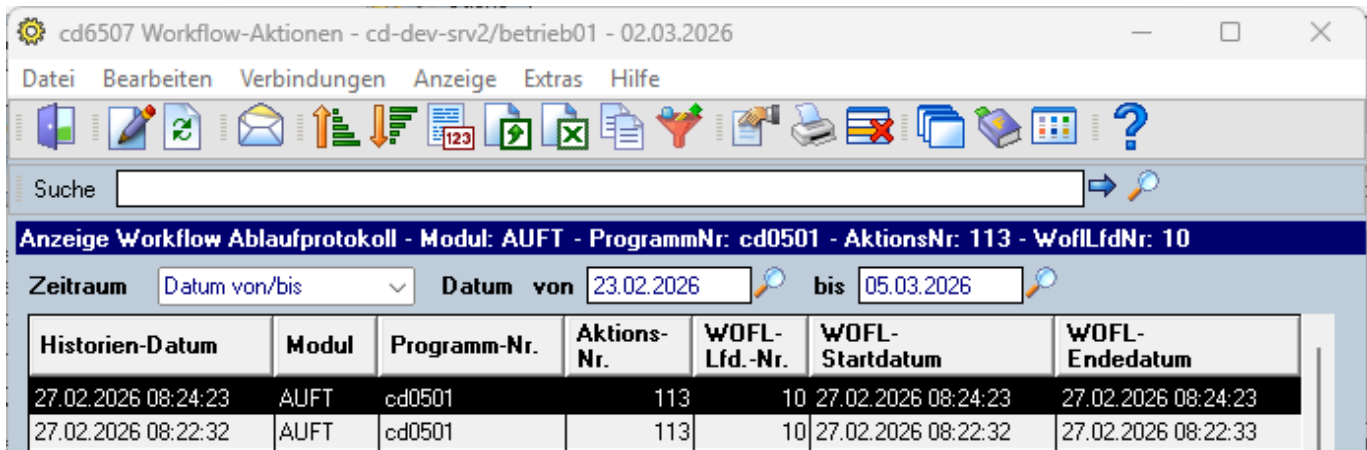 cd6507 Workflow-Aktionen - cd-dev-srv2/betrieb01 - 02.03.2026
Datei Bearbeiten Verbindungen Anzeige Extras Hilfe
123
Suche
Anzeige Workflow Ablaufprotokoll - Modul: AUFT - ProgrammNr: cd0501 - AktionsNr: 113 - WoflLfdNr: 10
Zeitraum Datum von/bis Datum von 23.02.2026 bis 05.03.2026
Historien-Datum Modul Programm-Nr. Aktions-Nr. WOFL-Lfd.-Nr. WOFL-Startdatum WOFL-Endedatum
27.02.2026 08:24:23 AUFT cd0501 113 10 27.02.2026 08:24:23 27.02.2026 08:24:23
27.02.2026 08:22:32 AUFT cd0501 113 10 27.02.2026 08:22:32 27.02.2026 08:22:33